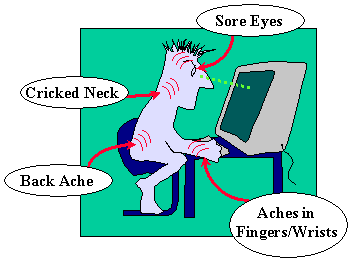 Sore Eyes
Cricked Neck
Back Ache
Aches in
Fingers/Wrists